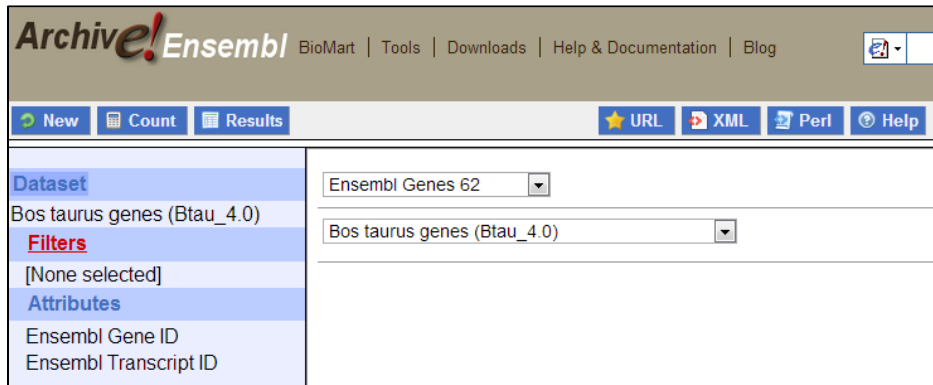 Archive! Ensembl BioMart | Tools | Downloads | Help & Documentation | Blog
New Count Results URL XML Perl Help
Dataset
Bos taurus genes (Btau_4.0)
Filters
[None selected]
Attributes
Ensembl Gene ID
Ensembl Transcript ID
Ensembl Genes 62
Bos taurus genes (Btau_4.0)